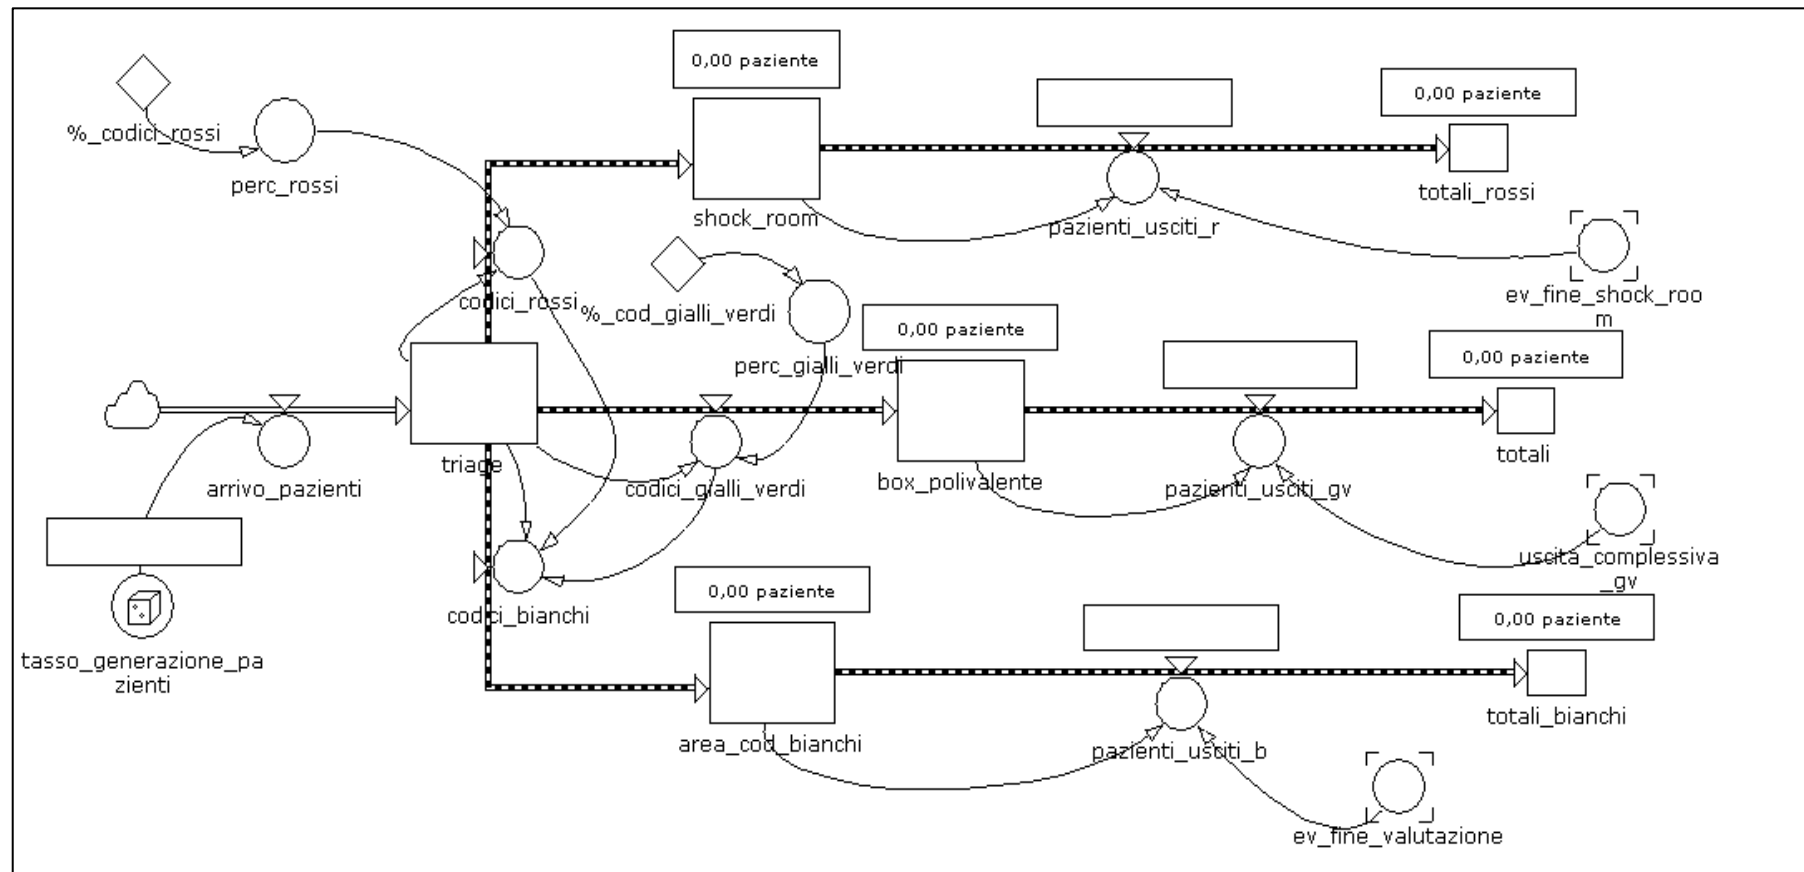 0,00 paziente
0,00 paziente
%_codici_rossi
perc_rossi
totali_rossi
shock_room
pazienti_usciti_r
codici_rossi
%_cod_gialli_verdi
ev_fine_shock_roo
m
0,00 paziente
0,00 paziente
perc_gialli_verdi
triage
totali
arrivo_pazienti
codici_gialli_verdi
box_polivalente
pazienti_usciti_gv
uscita_complessiva
_gv
0,00 paziente
codici_bianchi
0,00 paziente
tasso_generazione_pa
zienti
totali_bianchi
area_cod_bianchi
pazienti_usciti_b
ev_fine_valutazione